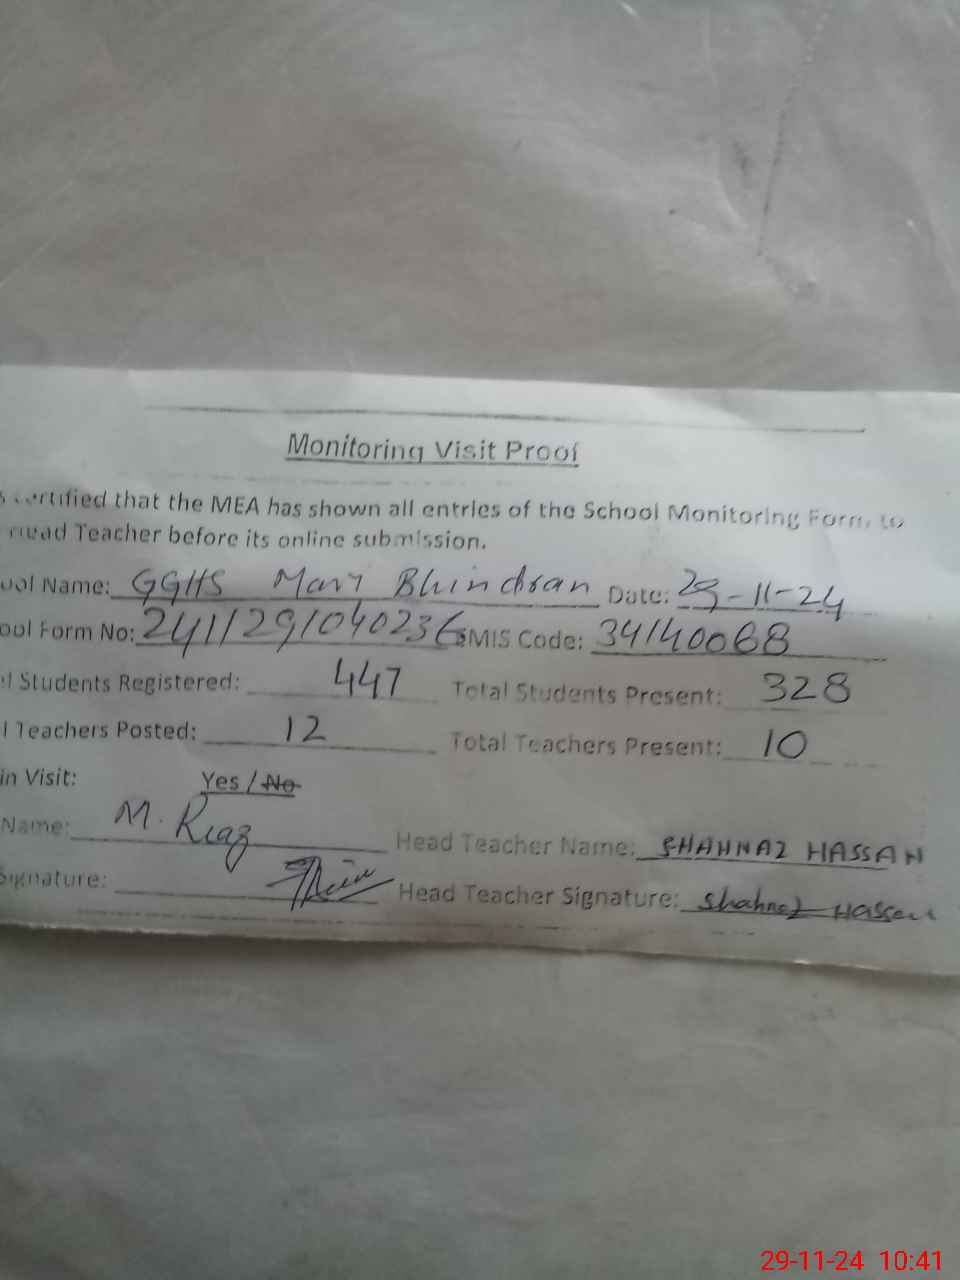 Monitoring Visit Proof
certified that the MEA has shown all entries of the School Monitoring Form, to
Head Teacher before its online submission.
ool Name: GGHS Mari Bhindran Date: 29-11-24
ool Form No: 2411291040236 EMIS Code: 34140068
l Students Registered: 447 Total Students Present: 328
l Teachers Posted: 12 Total Teachers Present: 10
in Visit: Yes / No
Name: M. Riaz Head Teacher Name: SHAHNAZ HASSAN
Signature: Head Teacher Signature: Shahnaz Hassan
29-11-24 10:41